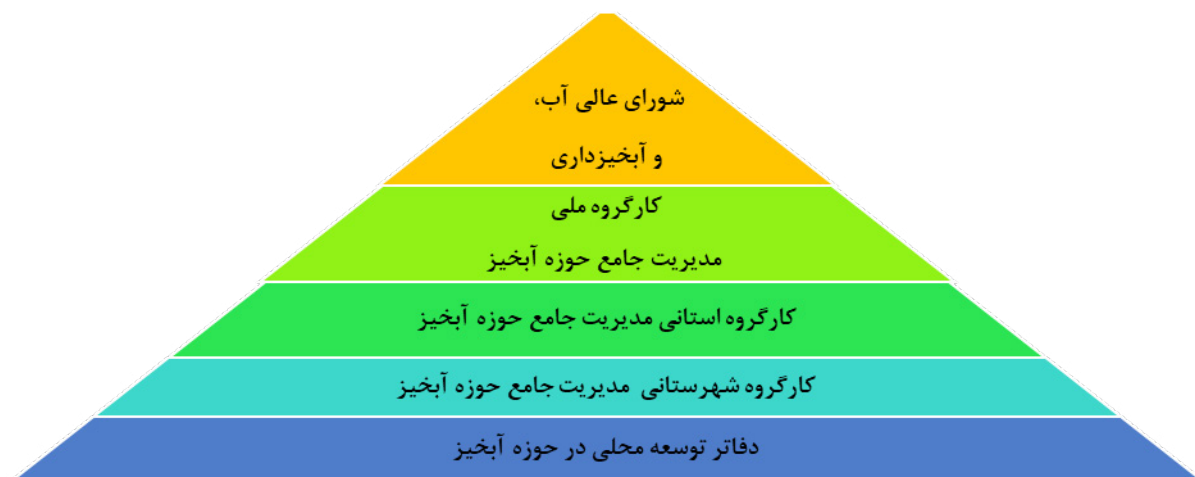 شورای عالی آب،
و آبخیزداری
کارگروه ملی
مدیریت جامع حوزه آبخیز
کارگروه استانی مدیریت جامع حوزه آبخیز
کارگروه شهرستانی مدیریت جامع حوزه آبخیز
دفاتر توسعه محلی در حوزه آبخیز